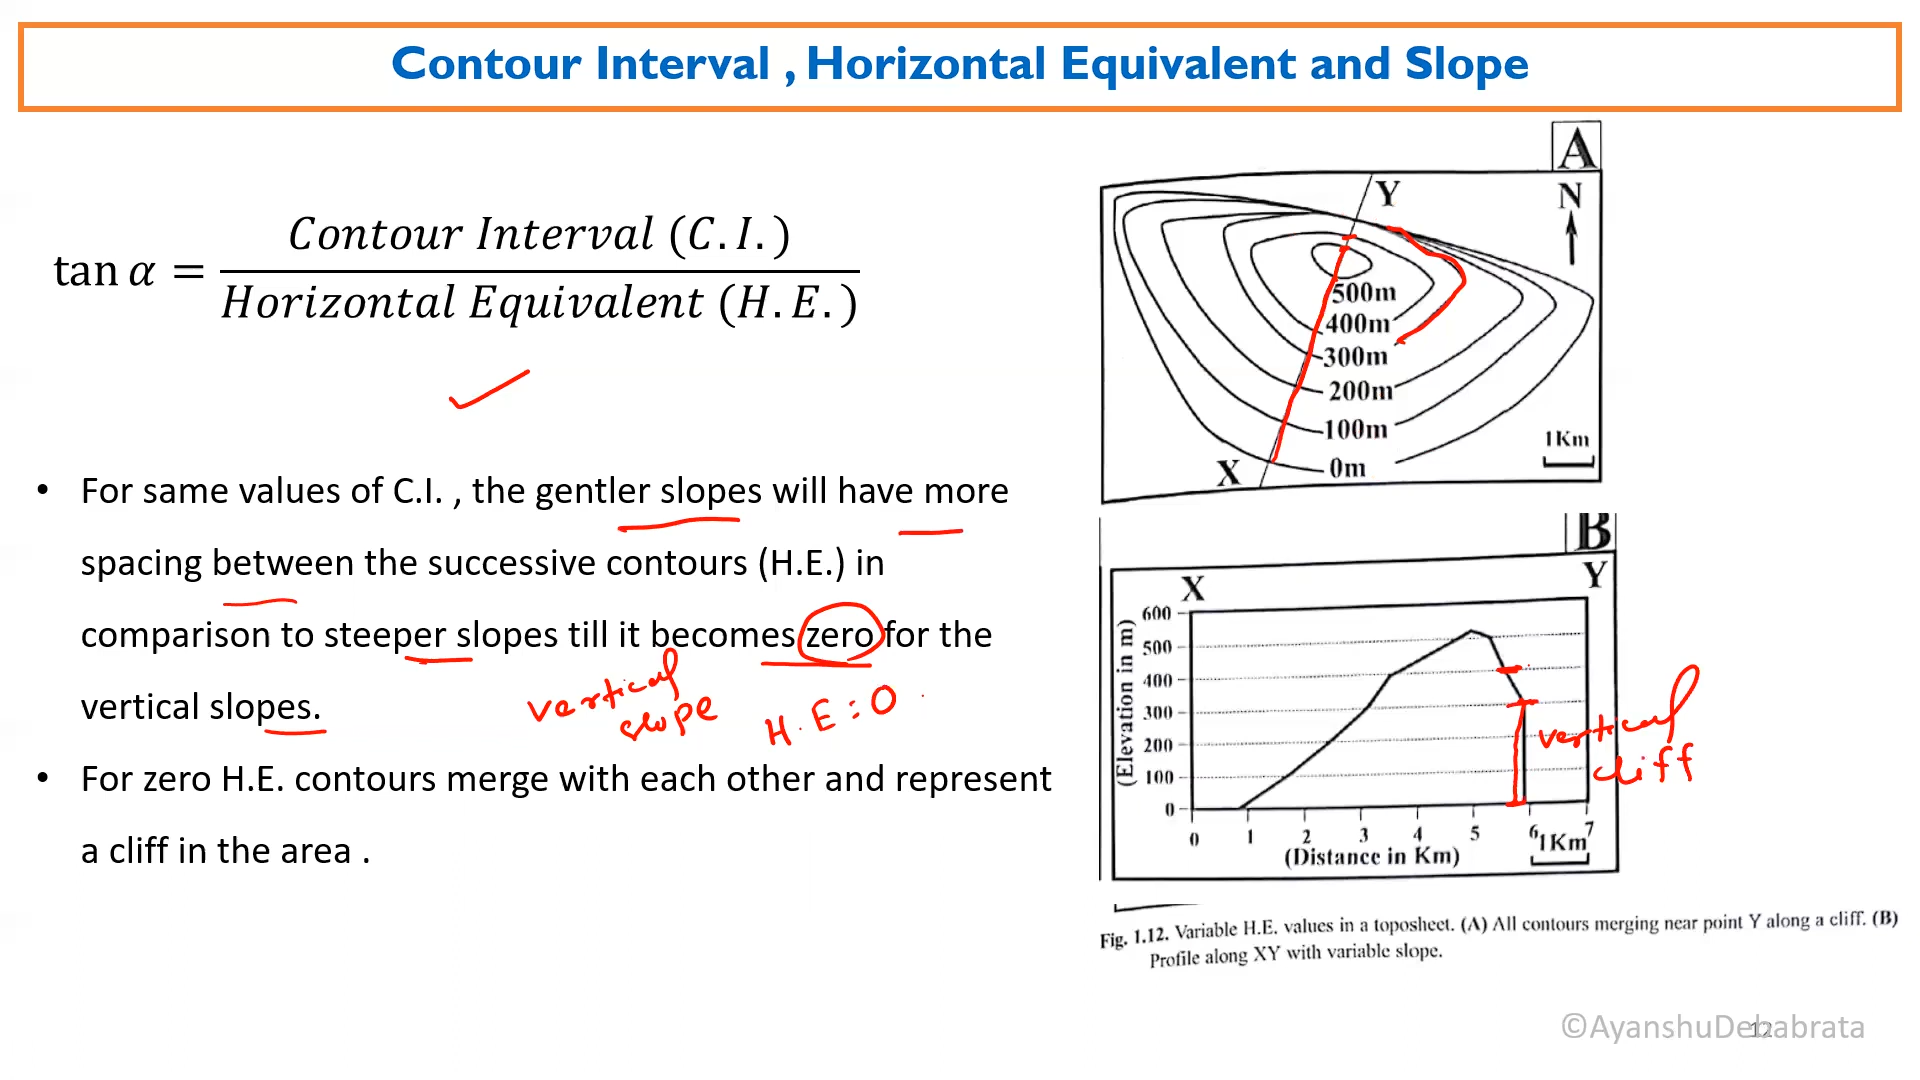 Contour Interval , Horizontal Equivalent and Slope
tan α = Contour Interval (C.I.) / Horizontal Equivalent (H.E.)
• For same values of C.I. , the gentler slopes will have more
spacing between the successive contours (H.E.) in
comparison to steeper slopes till it becomes zero for the
vertical slopes.
vertical
slope
H.E = 0
• For zero H.E. contours merge with each other and represent
a cliff in the area .
A
Y
N
500m
400m
300m
200m
100m
0m
X
1Km
B
X
Y
(Elevation in m)
600
500
400
300
200
100
0
0 1 2 3 4 5 6 7
(Distance in Km)
1Km
vertical
cliff
Fig. 1.12. Variable H.E. values in a toposheet. (A) All contours merging near point Y along a cliff. (B)
Profile along XY with variable slope.
©AyanshuDebabrata
12